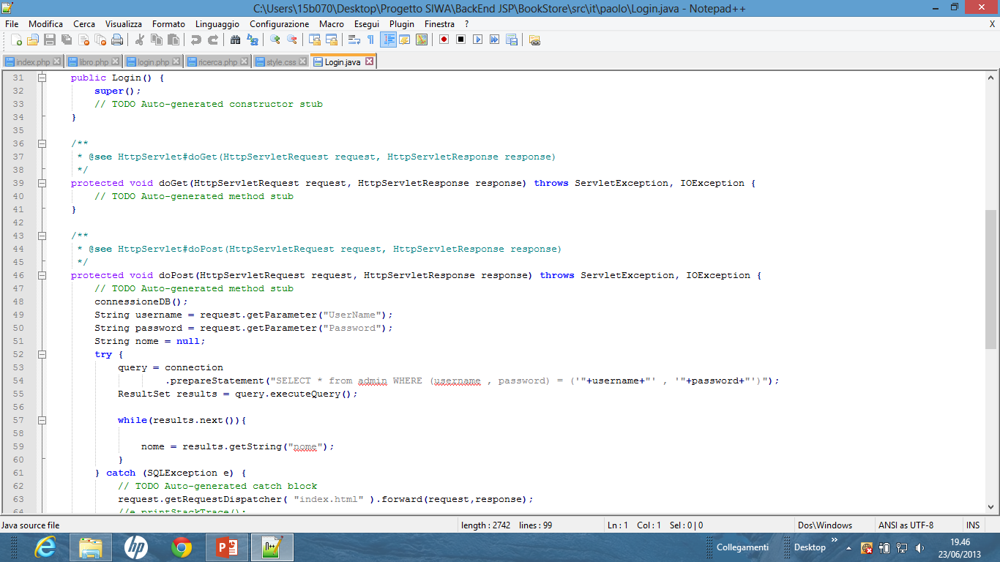 C:\Users\15b070\Desktop\Progetto SIWA\BackEnd JSP\BookStore\src\it\paolo\Login.java - Notepad++
File Modifica Cerca Visualizza Formato Linguaggio Configurazione Macro Esegui Plugin Finestra ? X
index.php libro.php login.php ricerca.php style.css Login.java
31 public Login() {
32 super();
33 // TODO Auto-generated constructor stub
34 }
35
36 /**
37 * @see HttpServlet#doGet(HttpServletRequest request, HttpServletResponse response)
38 */
39 protected void doGet(HttpServletRequest request, HttpServletResponse response) throws ServletException, IOException {
40 // TODO Auto-generated method stub
41 }
42
43 /**
44 * @see HttpServlet#doPost(HttpServletRequest request, HttpServletResponse response)
45 */
46 protected void doPost(HttpServletRequest request, HttpServletResponse response) throws ServletException, IOException {
47 // TODO Auto-generated method stub
48 connessioneDB();
49 String username = request.getParameter("UserName");
50 String password = request.getParameter("Password");
51 String nome = null;
52 try {
53 query = connection
54 .prepareStatement("SELECT * from admin WHERE (username , password) = ('"+username+"' , '"+password+"')");
55 ResultSet results = query.executeQuery();
56
57 while(results.next()){
58
59 nome = results.getString("nome");
60 }
61 } catch (SQLException e) {
62 // TODO Auto-generated catch block
63 request.getRequestDispatcher( "index.html" ).forward(request,response);
64 //e.printStackTrace();
Java source file length : 2742 lines : 99 Ln : 1 Col : 1 Sel : 0 | 0 Dos\Windows ANSI as UTF-8 INS
Collegamenti Desktop 19.46
23/06/2013